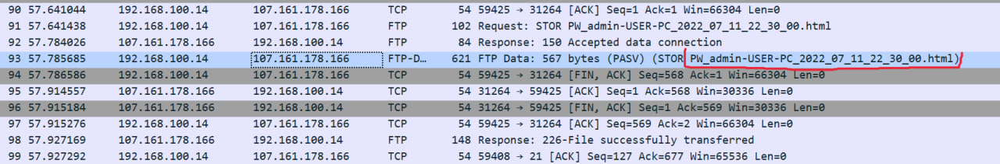 90 57.641044 192.168.100.14 107.161.178.166 TCP 54 59425 → 31264 [ACK] Seq=1 Ack=1 Win=66304 Len=0
91 57.641438 192.168.100.14 107.161.178.166 FTP 102 Request: STOR PW_admin-USER-PC_2022_07_11_22_30_00.html
92 57.784026 107.161.178.166 192.168.100.14 FTP 84 Response: 150 Accepted data connection
93 57.785685 192.168.100.14 107.161.178.166 FTP-D… 621 FTP Data: 567 bytes (PASV) (STOR PW_admin-USER-PC_2022_07_11_22_30_00.html)
94 57.786586 192.168.100.14 107.161.178.166 TCP 54 59425 → 31264 [FIN, ACK] Seq=568 Ack=1 Win=66304 Len=0
95 57.914557 107.161.178.166 192.168.100.14 TCP 54 31264 → 59425 [ACK] Seq=1 Ack=568 Win=30336 Len=0
96 57.915184 107.161.178.166 192.168.100.14 TCP 54 31264 → 59425 [FIN, ACK] Seq=1 Ack=569 Win=30336 Len=0
97 57.915276 192.168.100.14 107.161.178.166 TCP 54 59425 → 31264 [ACK] Seq=569 Ack=2 Win=66304 Len=0
98 57.927169 107.161.178.166 192.168.100.14 FTP 148 Response: 226-File successfully transferred
99 57.927292 192.168.100.14 107.161.178.166 TCP 54 59408 → 21 [ACK] Seq=127 Ack=677 Win=65536 Len=0